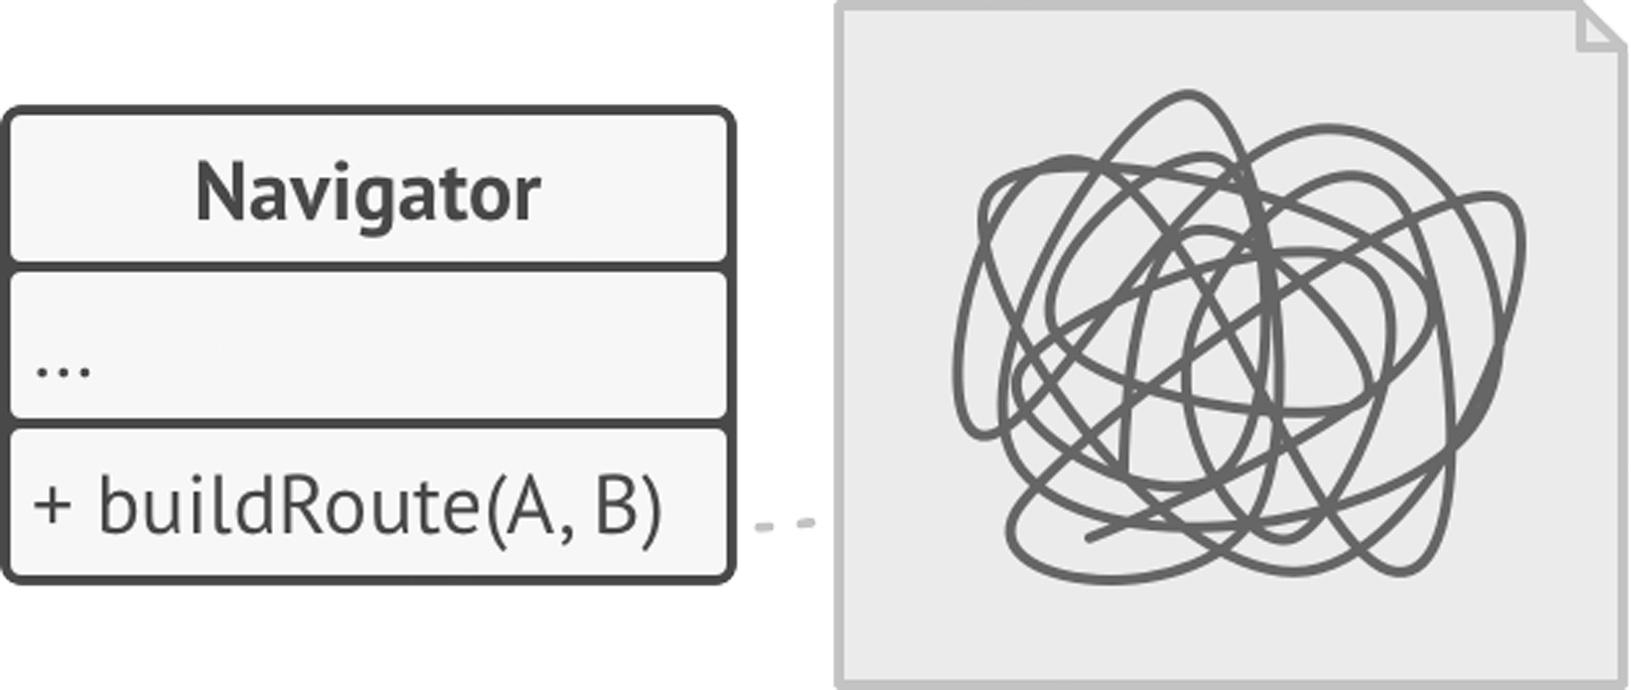 Navigator
...
+ buildRoute(A, B)